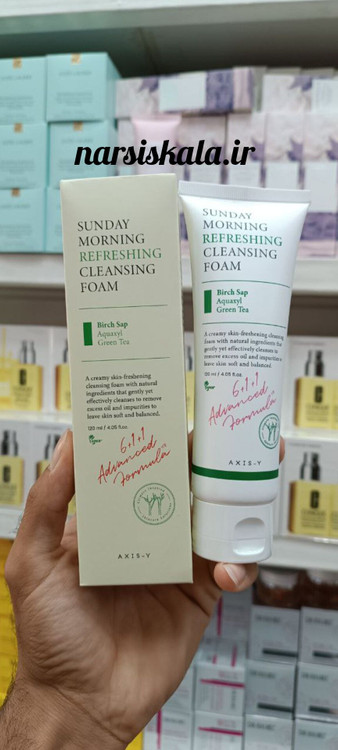 narsiskala.ir
SUNDAY
MORNING
REFRESHING
CLEANSING
FOAM
Birch Sap
Aquaxyl
Green Tea
A creamy skin-freshening
cleansing foam with natural
ingredients that gently yet
effectively cleanses to remove
excess oil and impurities to
leave skin soft and balanced.
120 ml / 4.05 fl.oz.
6+1+1
Advanced
Formula
AXIS-Y
SUNDAY
MORNING
REFRESHING
CLEANSING
FOAM
Birch Sap
Aquaxyl
Green Tea
A creamy skin-freshening cleansing
foam with natural ingredients that
gently yet effectively cleanses to
remove excess oil and impurities
to leave skin soft and balanced.
120 ml / 4.05 fl.oz.
6+1+1
Advanced
Formula
AXIS-Y